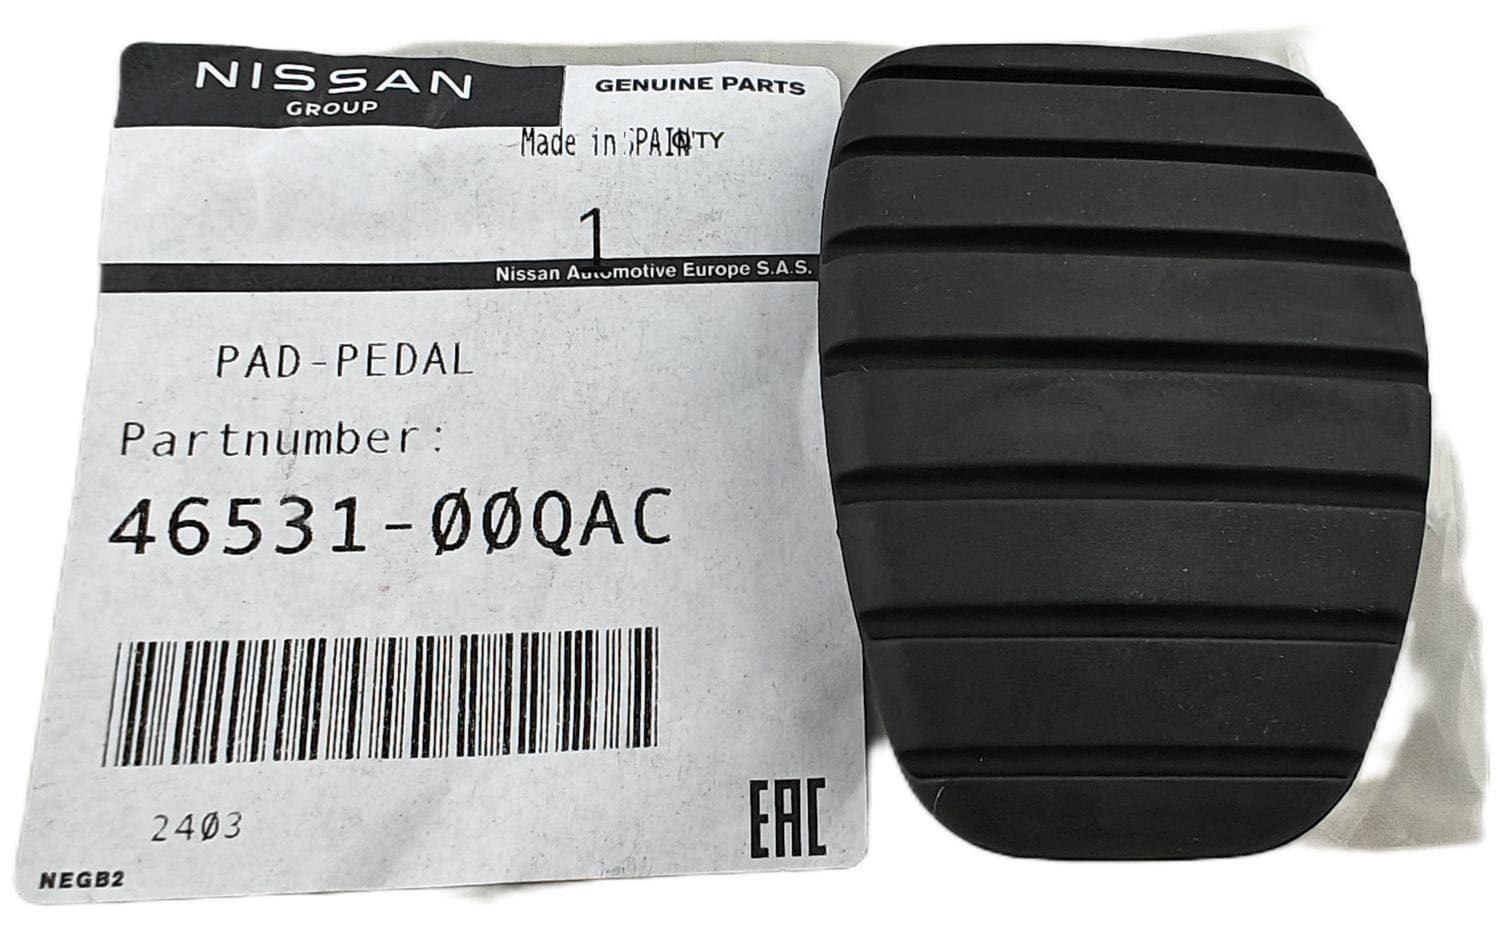 NISSAN
GROUP
GENUINE PARTS
Made in SPAIN Q'TY
1
Nissan Automotive Europe S.A.S.
PAD-PEDAL
Partnumber:
46531-00QAC
2403
EAC
NEGB2